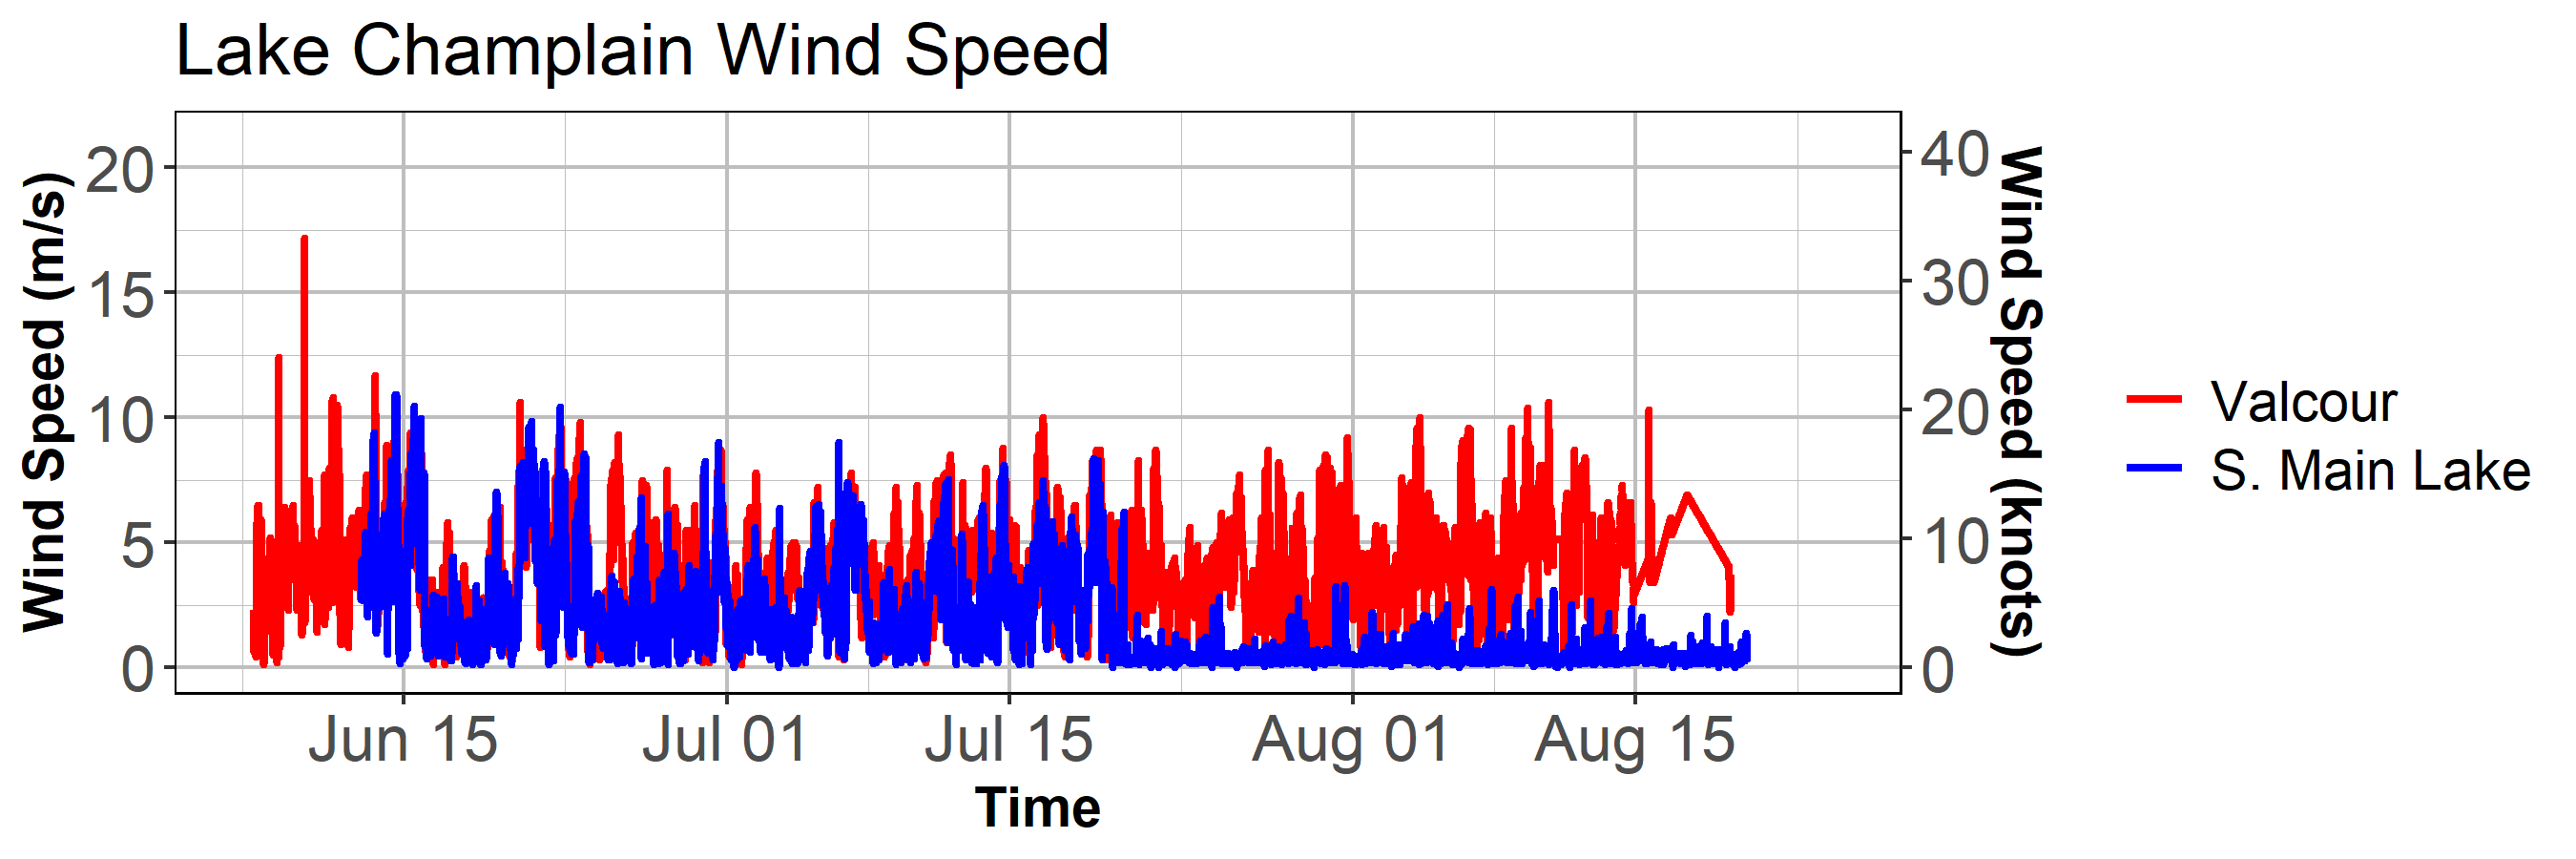 Lake Champlain Wind Speed
Wind Speed (m/s)
20
15
10
5
0
40
30
20
10
0
Wind Speed (knots)
Jun 15
Jul 01
Jul 15
Aug 01
Aug 15
Time
Valcour
S. Main Lake